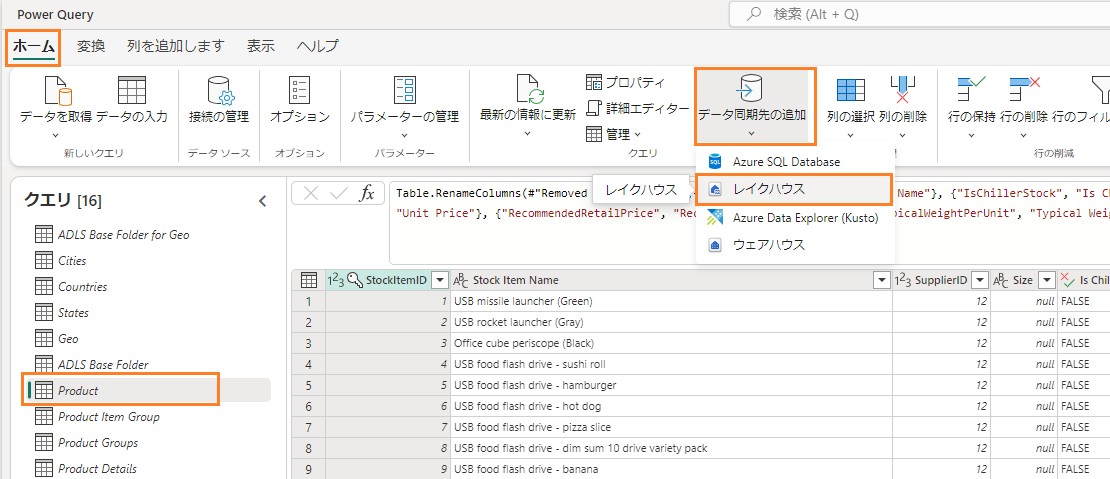 Power Query
検索 (Alt + Q)
ホーム 変換 列を追加します 表示 ヘルプ
データを取得 データの入力 接続の管理 オプション パラメーターの管理 最新の情報に更新 プロパティ 詳細エディター 管理 データ同期先の追加 列の選択 列の削除 行の保持 行の削除 行のフィル
新しいクエリ データ ソース オプション パラメーター クエリ 行の削減
Azure SQL Database
レイクハウス
Azure Data Explorer (Kusto)
ウェアハウス
レイクハウス
クエリ [16]
ADLS Base Folder for Geo
Cities
Countries
States
Geo
ADLS Base Folder
Product
Product Item Group
Product Groups
Product Details
fx
Table.RenameColumns(#"Removed Name"}, {"IsChillerStock", "Is C
"Unit Price"}, {"RecommendedRetailPrice", "Rec picalWeightPerUnit", "Typical Weig
123 StockItemID ABC Stock Item Name 123 SupplierID ABC Size Is Chil
1 1 USB missile launcher (Green) 12 null FALSE
2 2 USB rocket launcher (Gray) 12 null FALSE
3 3 Office cube periscope (Black) 12 null FALSE
4 4 USB food flash drive - sushi roll 12 null FALSE
5 5 USB food flash drive - hamburger 12 null FALSE
6 6 USB food flash drive - hot dog 12 null FALSE
7 7 USB food flash drive - pizza slice 12 null FALSE
8 8 USB food flash drive - dim sum 10 drive variety pack 12 null FALSE
9 9 USB food flash drive - banana 12 null FALSE